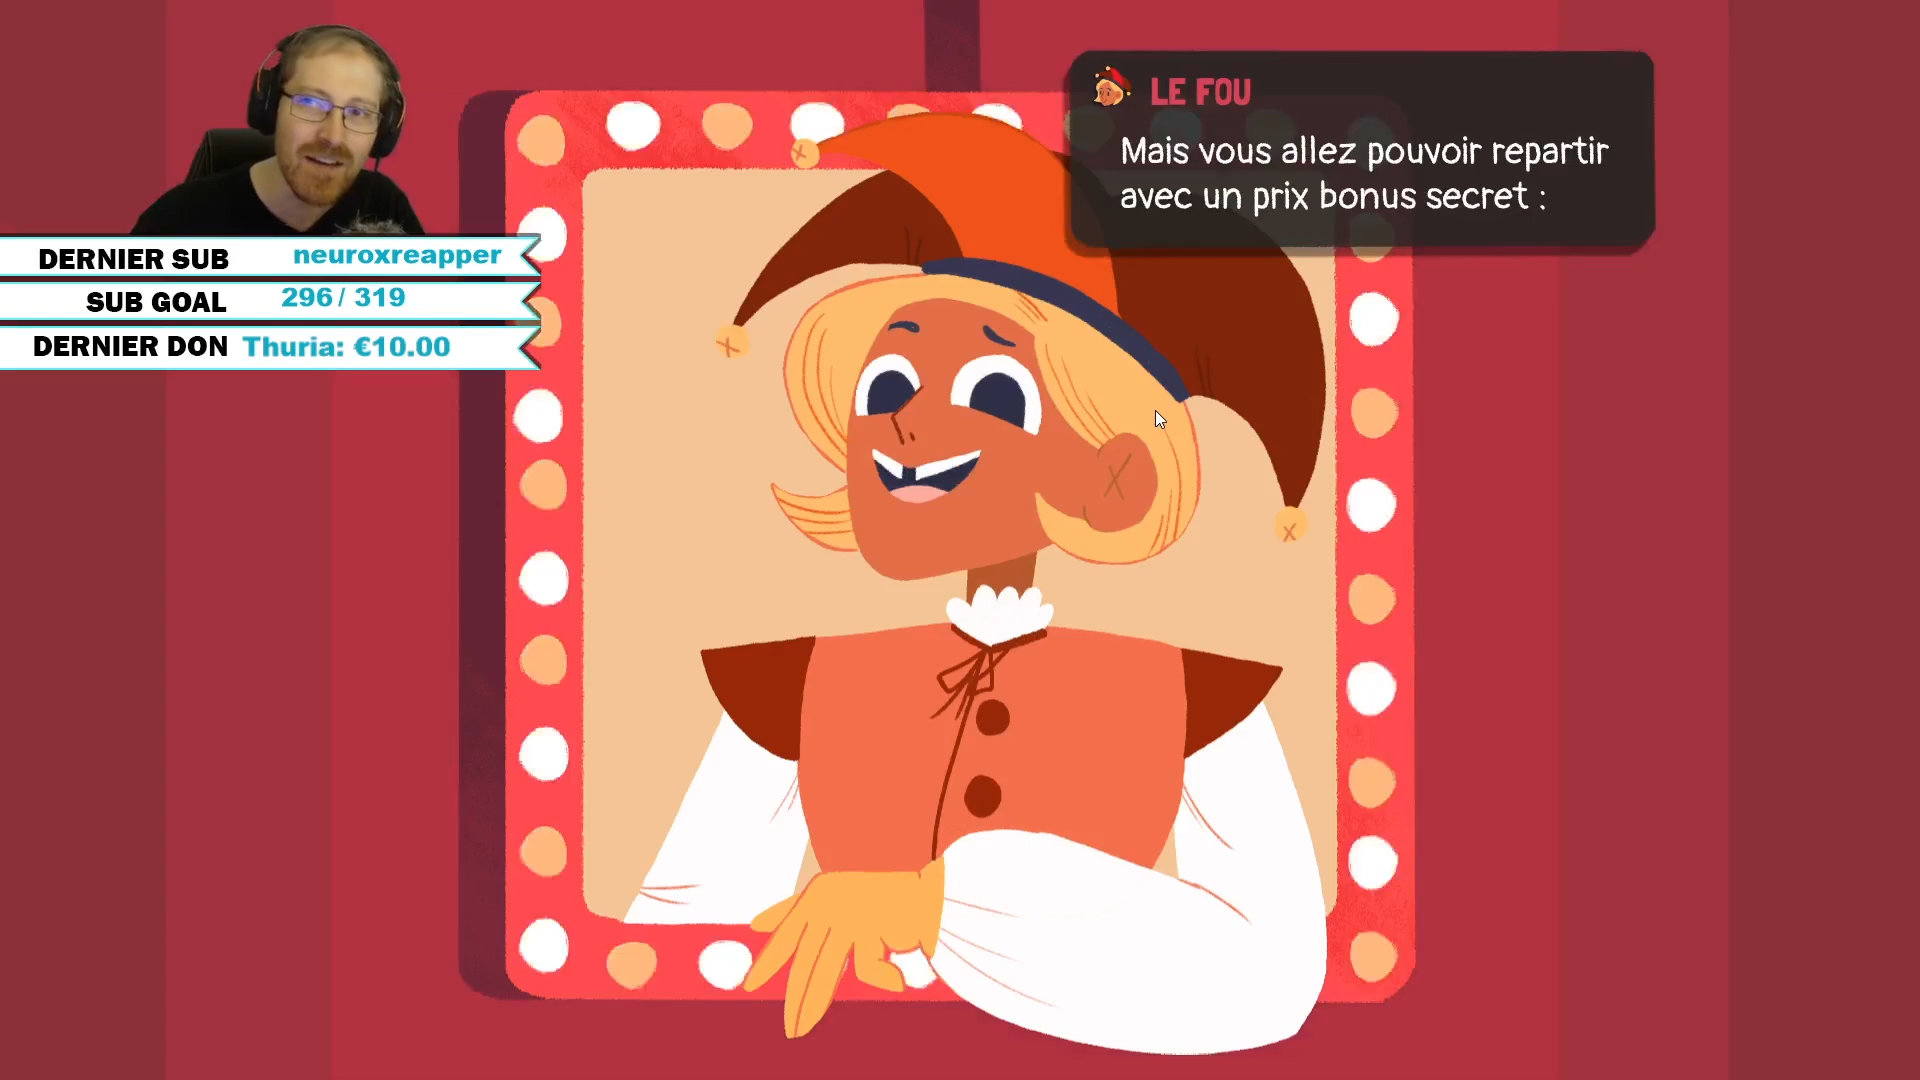 LE FOU
Mais vous allez pouvoir repartir
avec un prix bonus secret :
DERNIER SUB neuroxreapper
SUB GOAL 296 / 319
DERNIER DON Thuria: €10.00